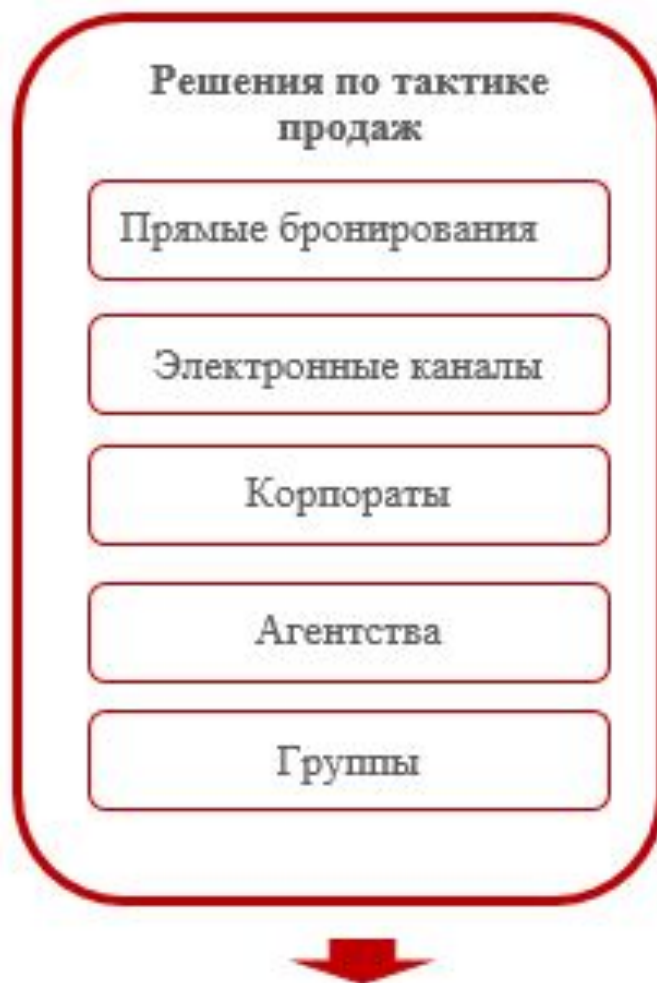 Решения по тактике
продаж
Прямые бронирования
Электронные каналы
Корпораты
Агентства
Группы